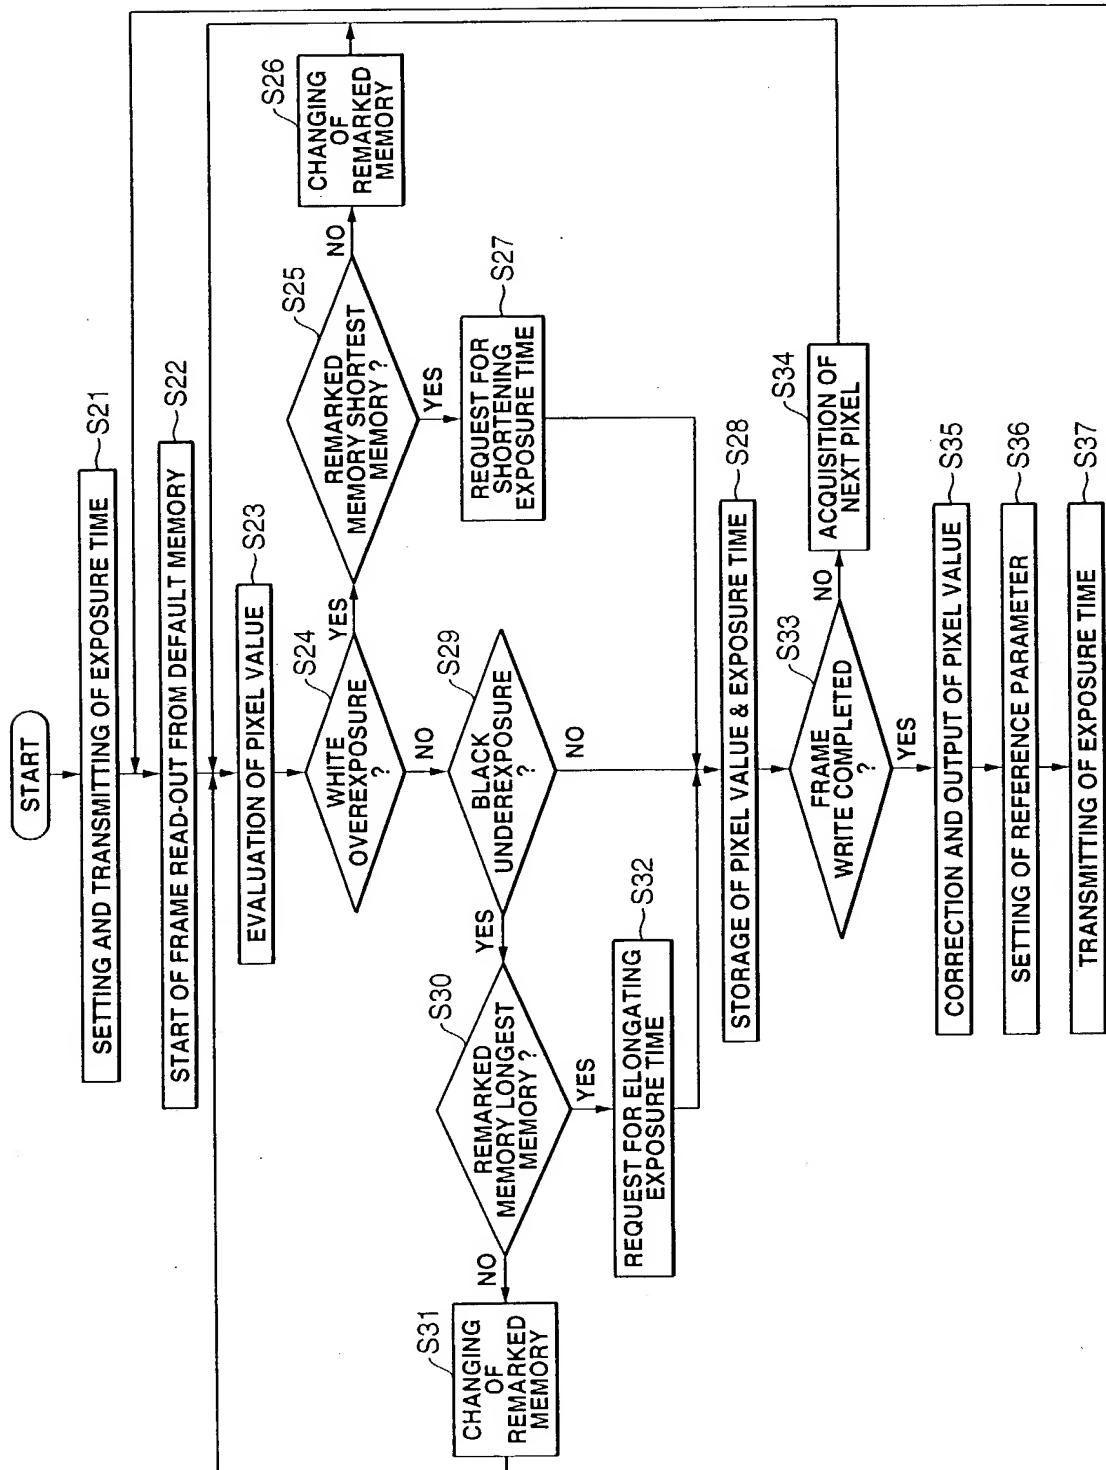 START
SETTING AND TRANSMITTING OF EXPOSURE TIME
S21
START OF FRAME READ-OUT FROM DEFAULT MEMORY
S22
EVALUATION OF PIXEL VALUE
S23
WHITE
OVEREXPOSURE
?
S24
YES
NO
REMARKED
MEMORY SHORTEST
MEMORY ?
S25
NO
YES
CHANGING
OF
REMARKED
MEMORY
S26
REQUEST FOR
SHORTENING
EXPOSURE TIME
S27
BLACK
UNDEREXPOSURE
?
S29
YES
NO
REMARKED
MEMORY LONGEST
MEMORY ?
S30
NO
YES
CHANGING
OF
REMARKED
MEMORY
S31
REQUEST FOR ELONGATING
EXPOSURE TIME
S32
STORAGE OF PIXEL VALUE & EXPOSURE TIME
S28
FRAME
WRITE COMPLETED
?
S33
NO
YES
ACQUISITION OF
NEXT PIXEL
S34
CORRECTION AND OUTPUT OF PIXEL VALUE
S35
SETTING OF REFERENCE PARAMETER
S36
TRANSMITTING OF EXPOSURE TIME
S37